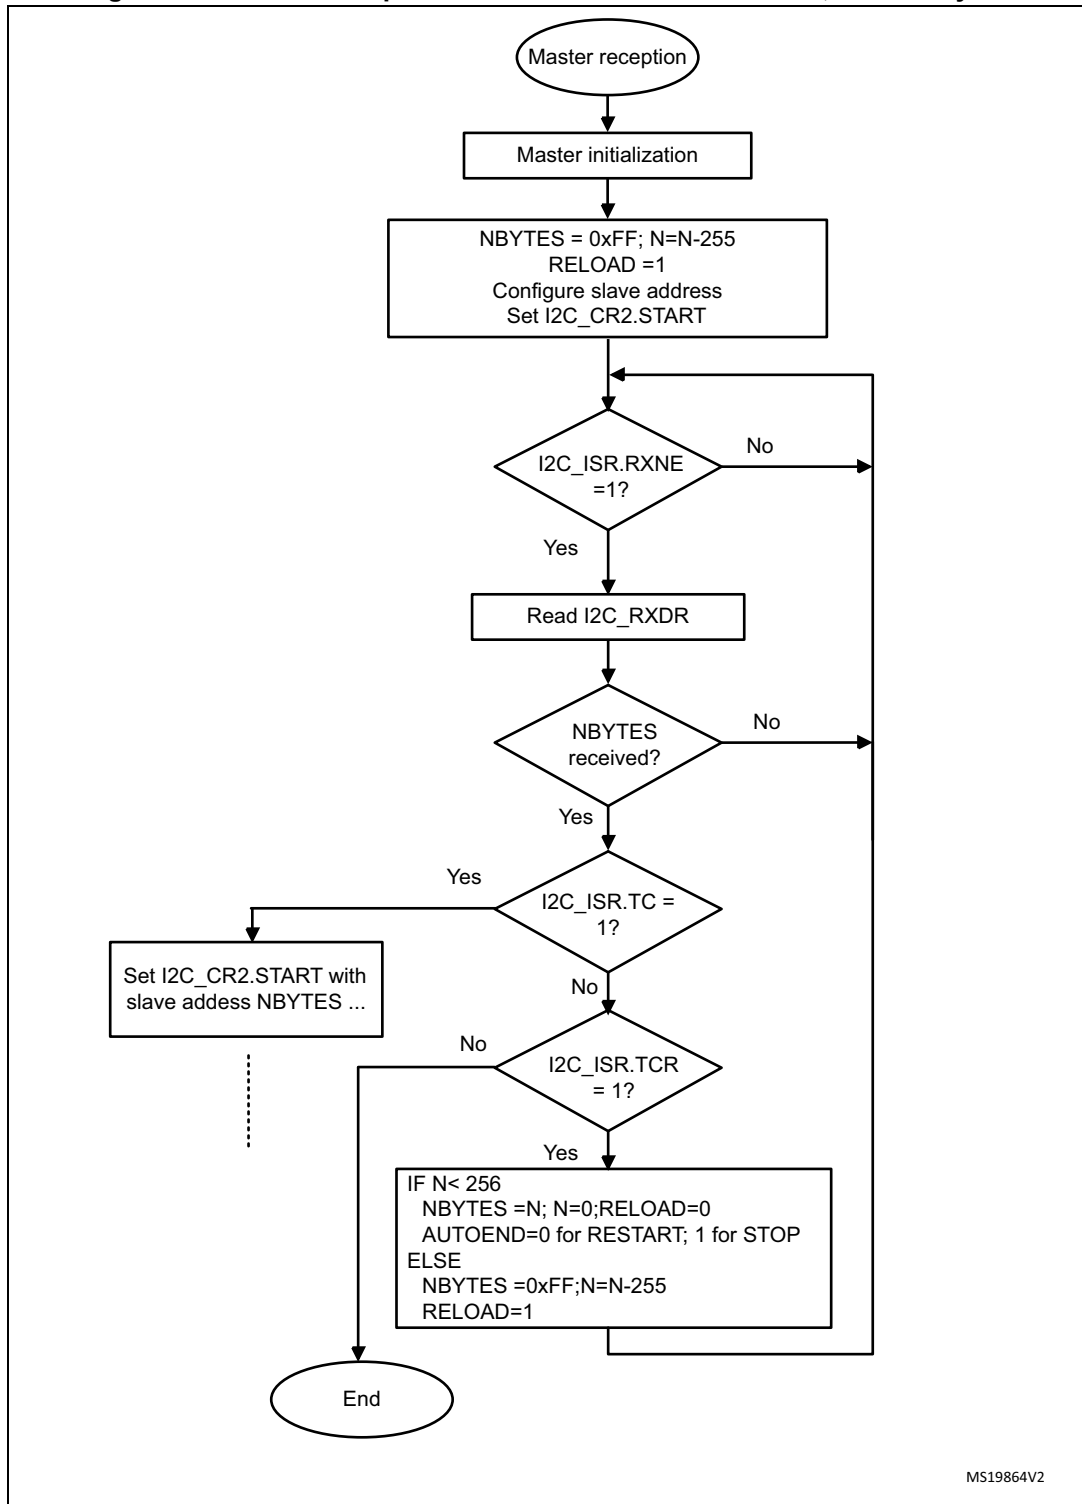 Master reception
Master initialization
NBYTES = 0xFF; N=N-255
RELOAD =1
Configure slave address
Set I2C_CR2.START
I2C_ISR.RXNE
=1?
No
Yes
Read I2C_RXDR
NBYTES
received?
No
Yes
I2C_ISR.TC =
1?
Yes
Set I2C_CR2.START with
slave addess NBYTES ...
No
I2C_ISR.TCR
= 1?
No
Yes
IF N< 256
NBYTES =N; N=0;RELOAD=0
AUTOEND=0 for RESTART; 1 for STOP
ELSE
NBYTES =0xFF;N=N-255
RELOAD=1
End
MS19864V2